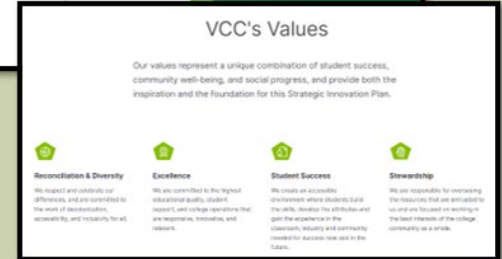 VCC's Values
Our values represent a unique combination of student success,
community well-being, and social progress, and provide both the
inspiration and the foundation for this Strategic Innovation Plan.
Reconciliation & Diversity
We respect and celebrate our
differences, and are committed to
the work of decolonization,
accessibility, and inclusivity for all.
Excellence
We are committed to the highest
educational quality, student
support, and college operations that
are responsive, innovative, and
relevant.
Student Success
We create an accessible
environment where students build
the skills, develop the attributes and
gain the experience in the
classroom, industry and community
needed for success now and in the
future.
Stewardship
We are responsible for overseeing
the resources that are entrusted to
us and are focused on working in
the best interests of the college
community as a whole.